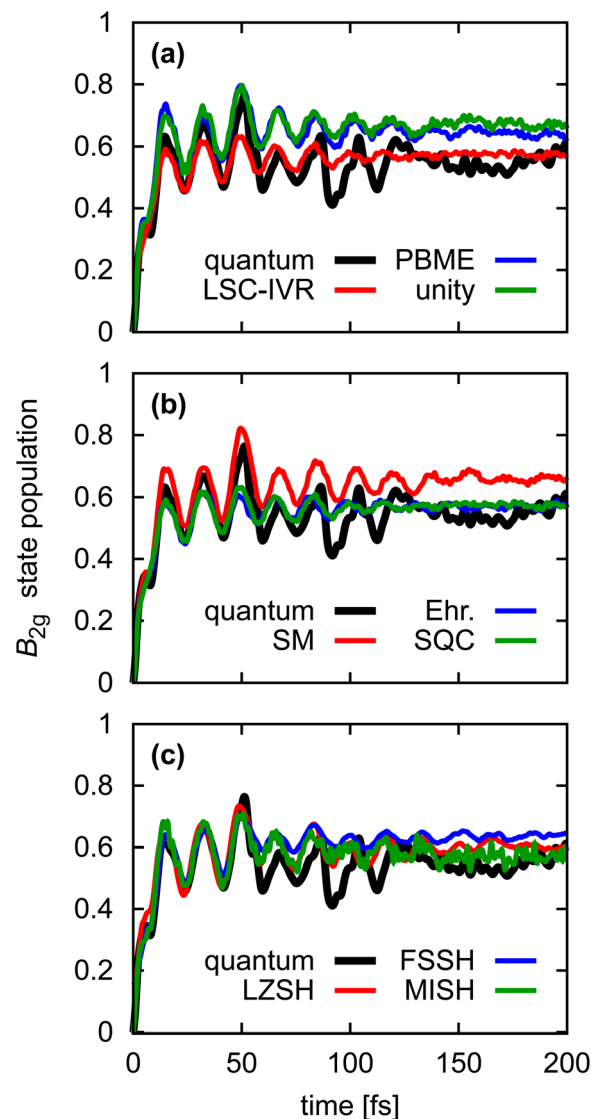 1
(a)
0.8
0.6
0.4
quantum PBME
0.2
LSC-IVR unity
0
1
(b)
0.8
0.6
0.4
quantum Ehr.
0.2
SM SQC
0
B2g state population
1
(c)
0.8
0.6
0.4
quantum FSSH
0.2
LZSH MISH
0
0 50 100 150 200
time [fs]